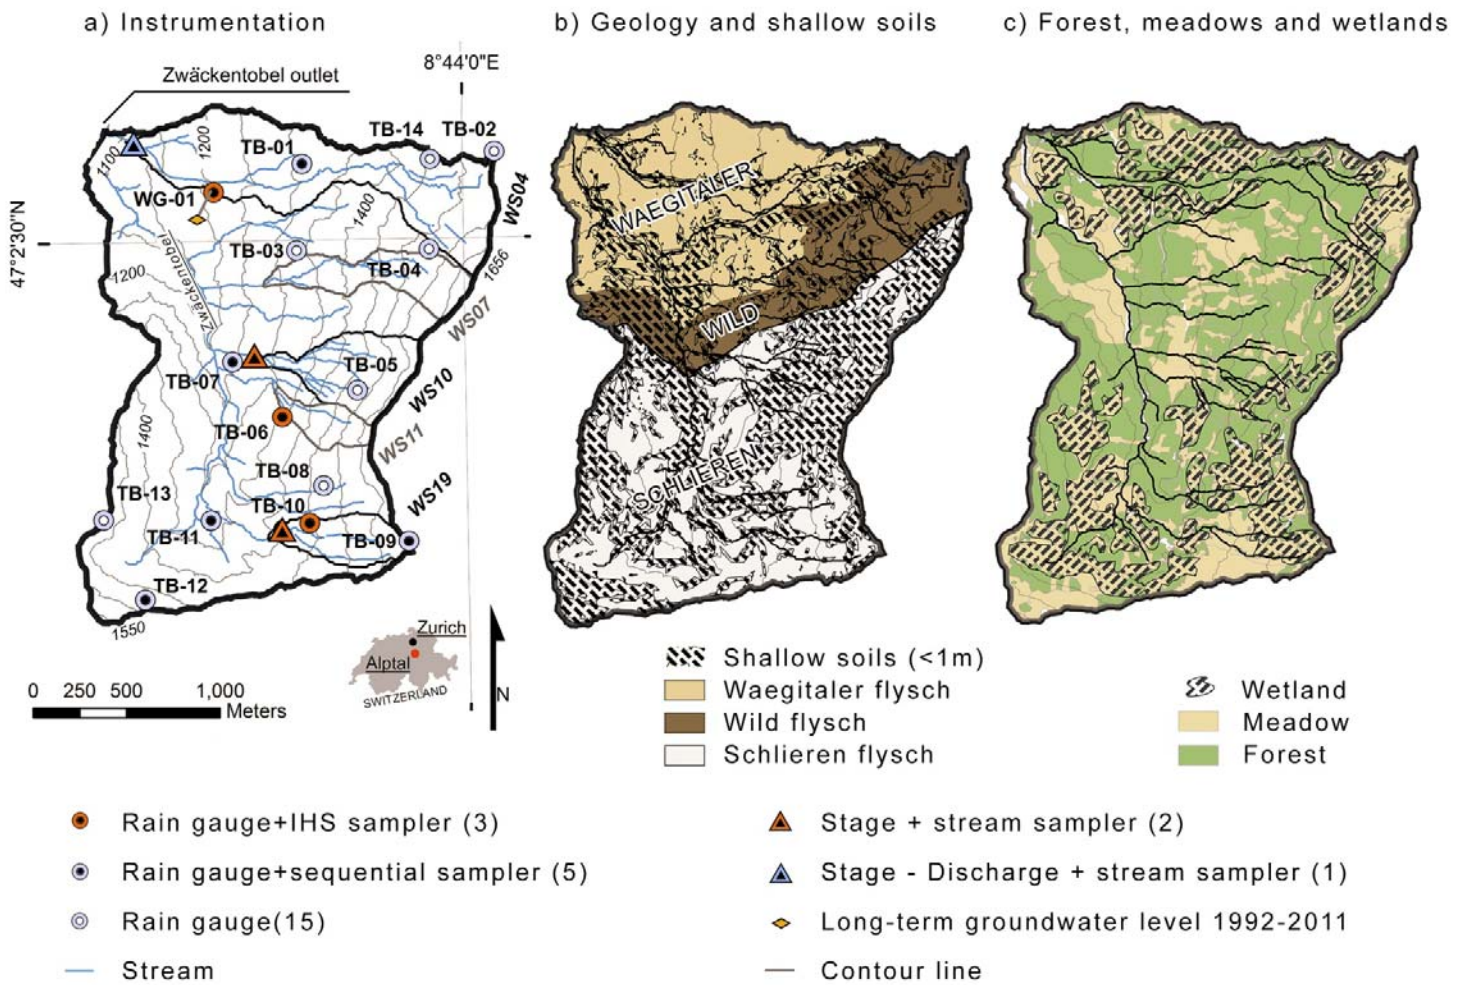 a) Instrumentation
b) Geology and shallow soils
c) Forest, meadows and wetlands
8°44'0"E
Zwäckentobel outlet
TB-14
TB-02
1200
TB-01
1100
WG-01
WS04
1400
47°2'30"N
TB-03
TB-04
1656
1200
Zwäckentobel
WS07
TB-05
TB-07
WS10
1400
TB-06
WS11
TB-08
TB-13
TB-10
WS19
TB-11
TB-09
TB-12
1550
WAEGITALER
WILD
SCHLIEREN
Zurich
Alptal
SWITZERLAND
N
0 250 500 1,000
Meters
Shallow soils (<1m)
Waegitaler flysch
Wild flysch
Schlieren flysch
Wetland
Meadow
Forest
Rain gauge+IHS sampler (3)
Rain gauge+sequential sampler (5)
Rain gauge(15)
Stream
Stage + stream sampler (2)
Stage - Discharge + stream sampler (1)
Long-term groundwater level 1992-2011
Contour line